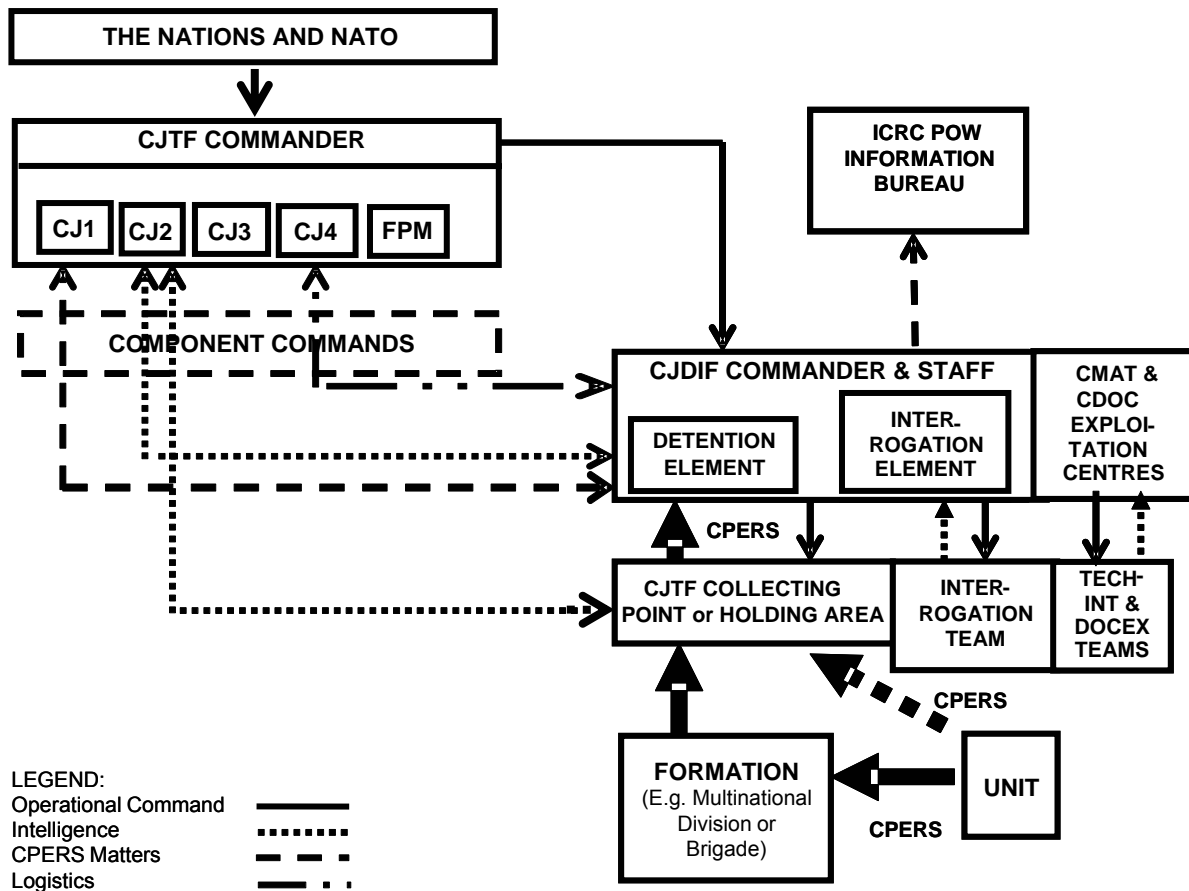 THE NATIONS AND NATO
CJTF COMMANDER
CJ1
CJ2
CJ3
CJ4
FPM
ICRC POW
INFORMATION
BUREAU
COMPONENT COMMANDS
CJDIF COMMANDER & STAFF
DETENTION
ELEMENT
INTER-
ROGATION
ELEMENT
CMAT &
CDOC
EXPLOI-
TATION
CENTRES
CPERS
CJTF COLLECTING
POINT or HOLDING AREA
INTER-
ROGATION
TEAM
TECH-
INT &
DOCEX
TEAMS
CPERS
FORMATION
(E.g. Multinational
Division or
Brigade)
UNIT
CPERS
LEGEND:
Operational Command
Intelligence
CPERS Matters
Logistics